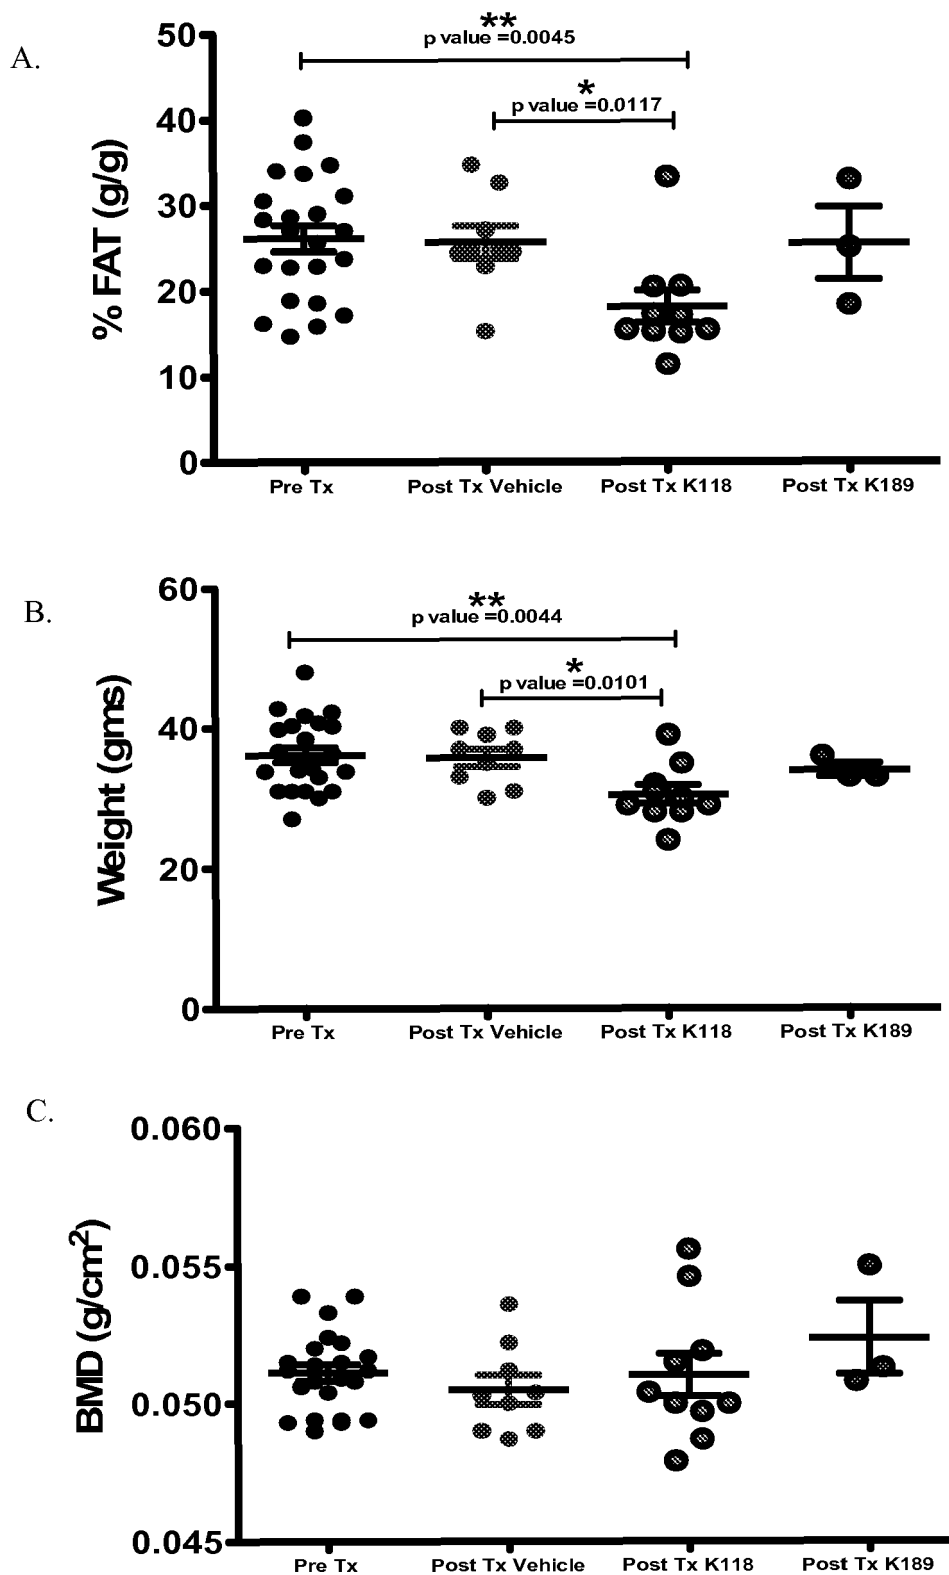 A.
50
40
30
20
10
0
% FAT (g/g)
**
p value =0.0045
*
p value =0.0117
Pre Tx
Post Tx Vehicle
Post Tx K118
Post Tx K189
B.
60
40
20
0
Weight (gms)
**
p value =0.0044
*
p value =0.0101
Pre Tx
Post Tx Vehicle
Post Tx K118
Post Tx K189
C.
0.060
0.055
0.050
0.045
BMD (g/cm²)
Pre Tx
Post Tx Vehicle
Post Tx K118
Post Tx K189